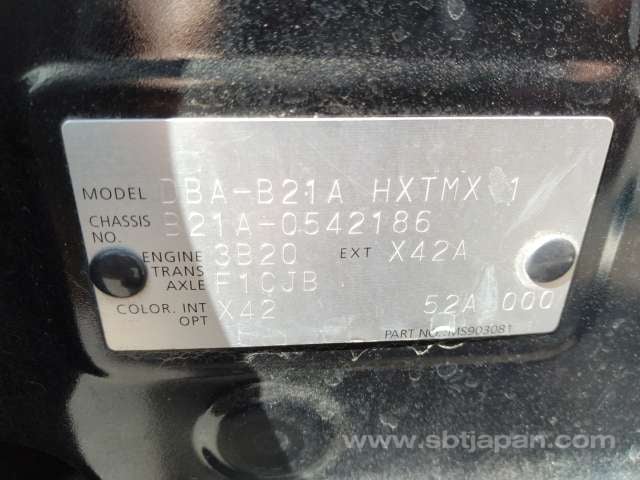 MODEL DBA-B21A HXTMX 1
CHASSIS NO. B21A-0542186
ENGINE 3B20 EXT X42A
TRANS AXLE F1CJB
COLOR. INT OPT X42 52A 000
PART NO. MS903081
www.sbtjapan.com